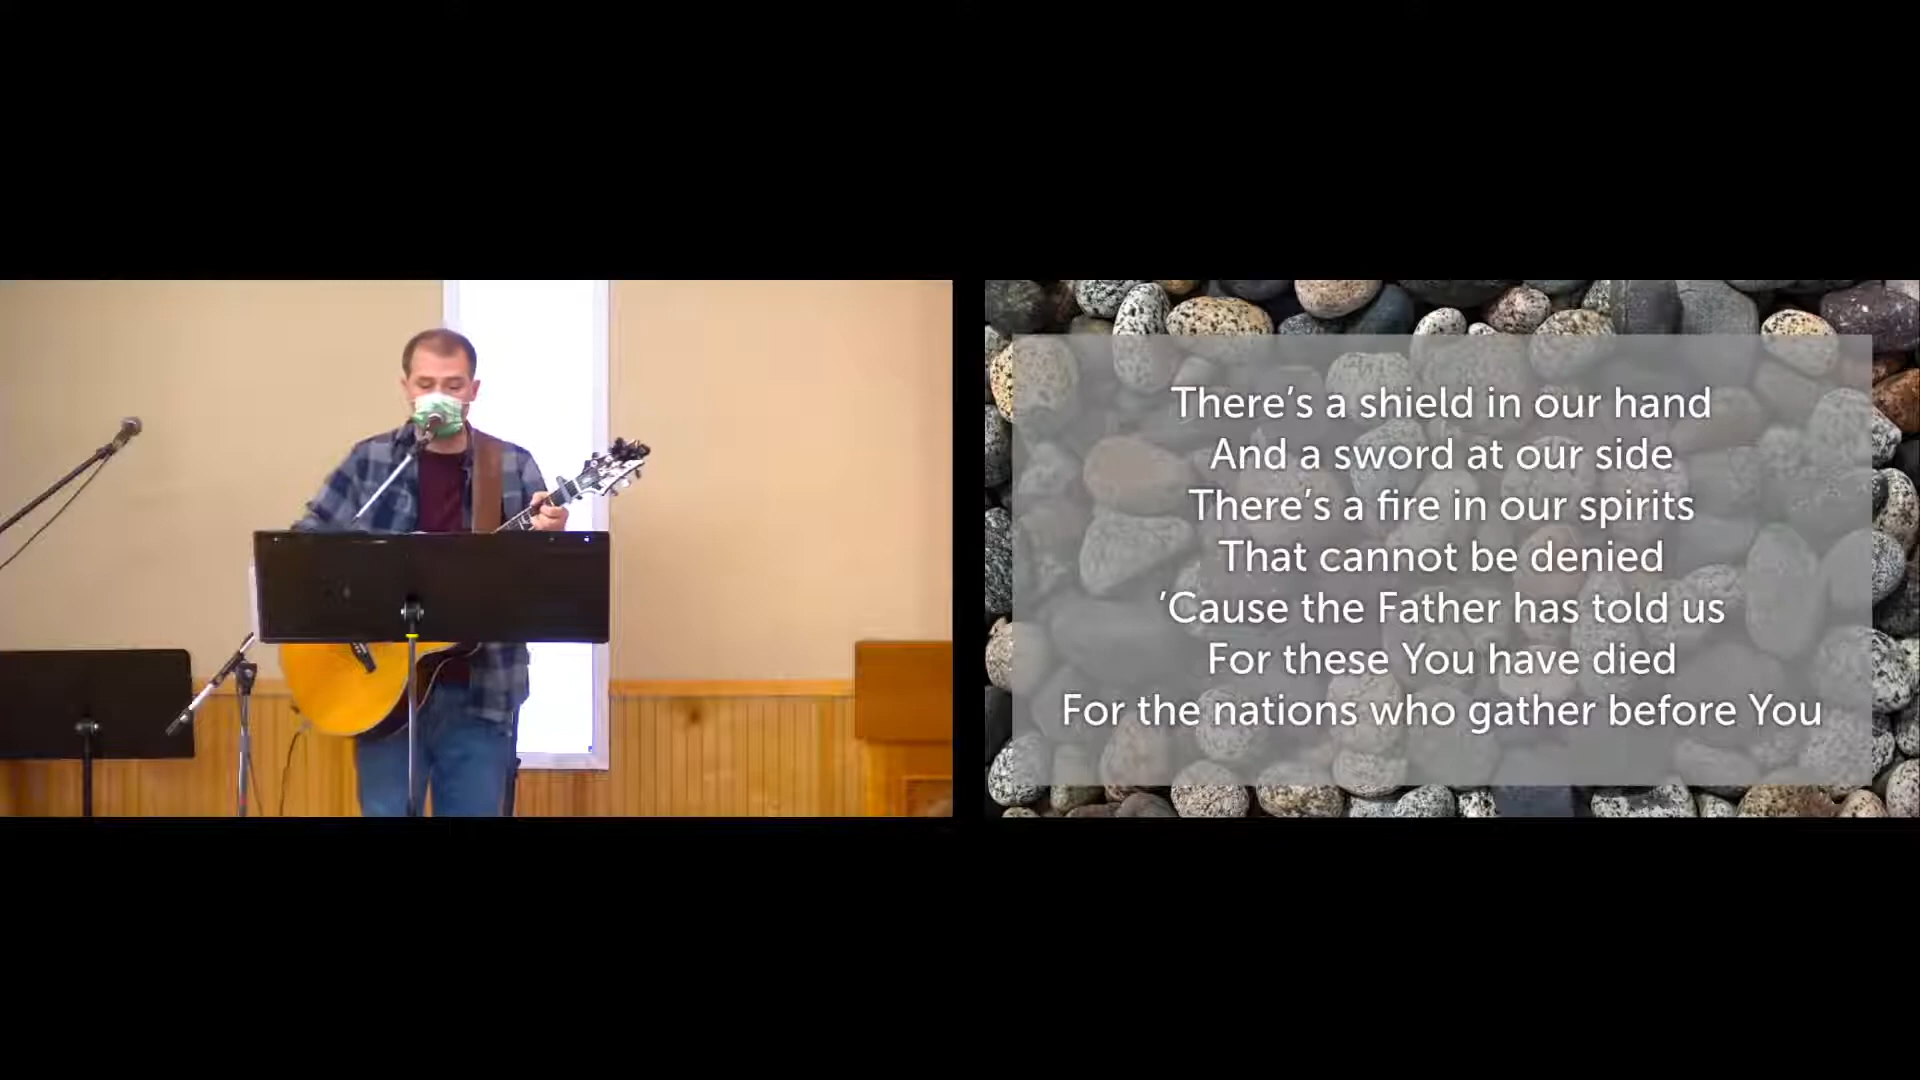 There’s a shield in our hand
And a sword at our side
There’s a fire in our spirits
That cannot be denied
’Cause the Father has told us
For these You have died
For the nations who gather before You